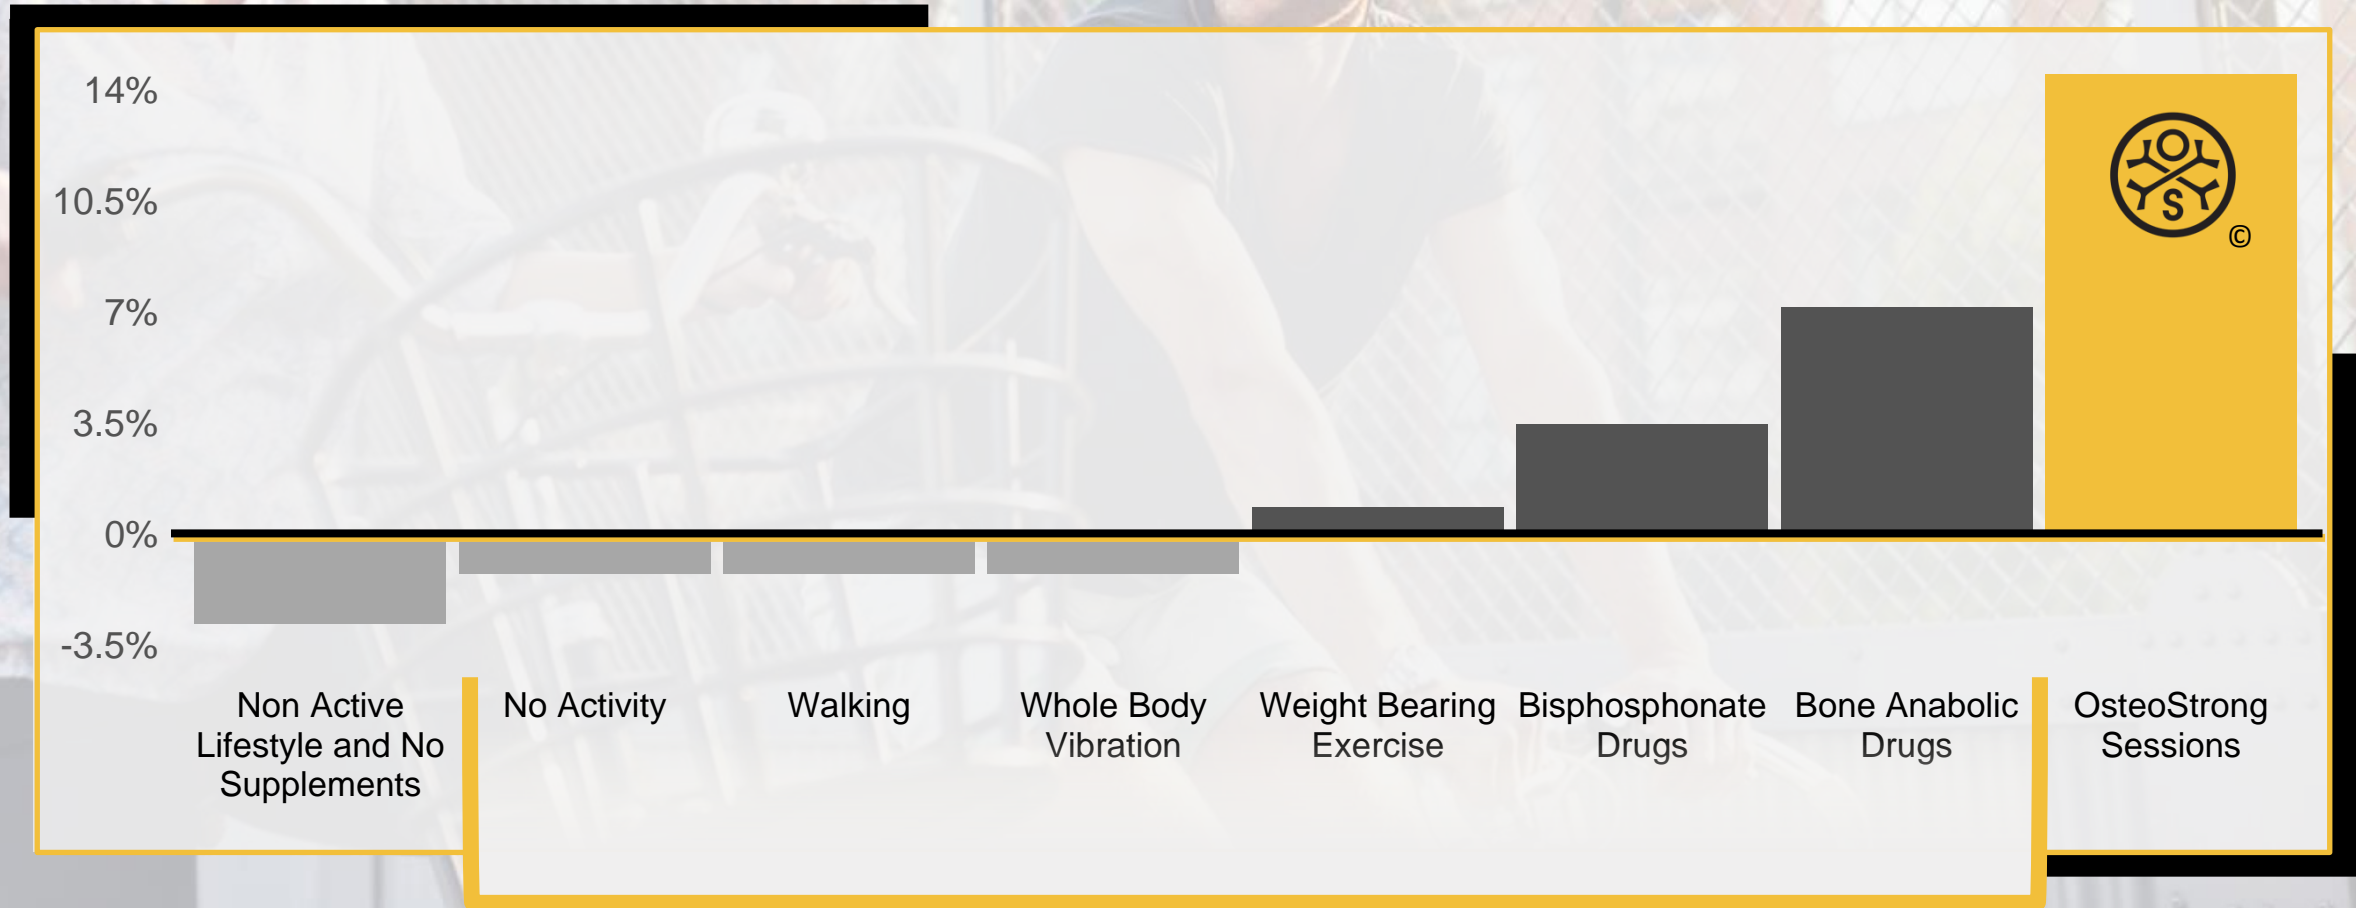 14%
10.5%
7%
3.5%
0%
-3.5%
O
S
©
Non Active
Lifestyle and No
Supplements
No Activity
Walking
Whole Body
Vibration
Weight Bearing
Exercise
Bisphosphonate
Drugs
Bone Anabolic
Drugs
OsteoStrong
Sessions